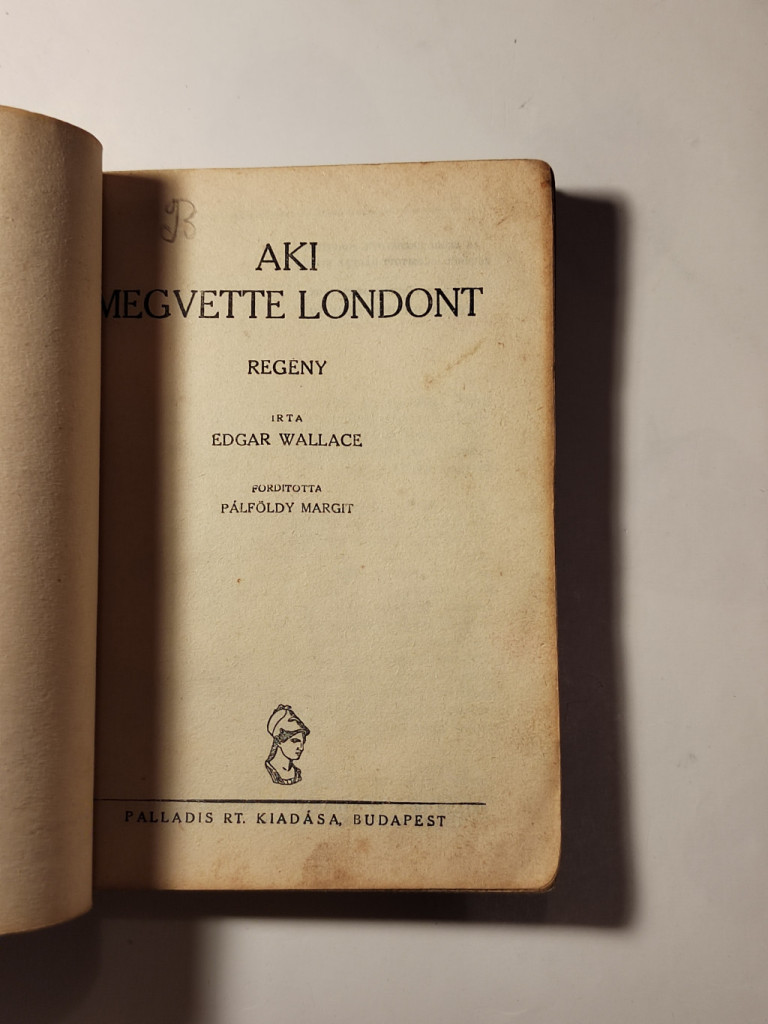 B
AKI
MEGVETTE LONDONT
REGÉNY
IRTA
EDGAR WALLACE
FORDITOTTA
PÁLFÖLDY MARGIT
PALLADIS RT. KIADÁSA, BUDAPEST